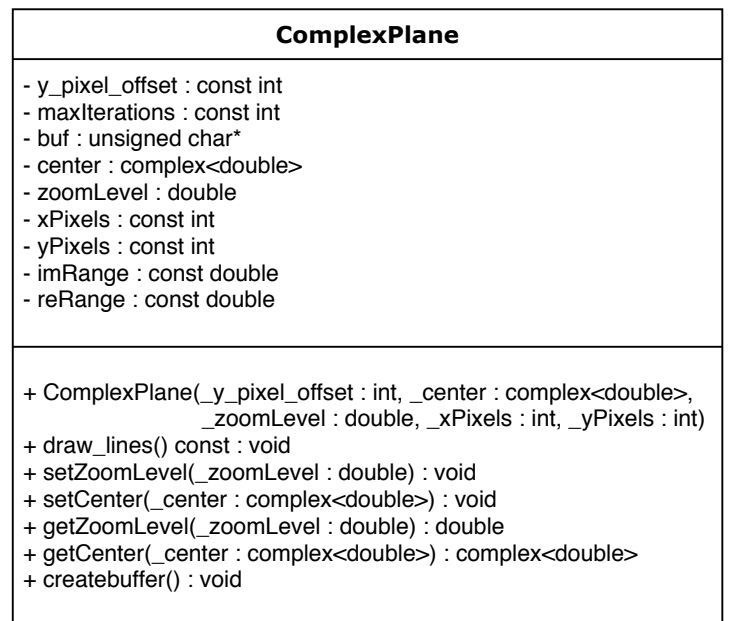 ComplexPlane
- y_pixel_offset : const int
- maxIterations : const int
- buf : unsigned char*
- center : complex<double>
- zoomLevel : double
- xPixels : const int
- yPixels : const int
- imRange : const double
- reRange : const double
+ ComplexPlane(_y_pixel_offset : int, _center : complex<double>,
_zoomLevel : double, _xPixels : int, _yPixels : int)
+ draw_lines() const : void
+ setZoomLevel(_zoomLevel : double) : void
+ setCenter(_center : complex<double>) : void
+ getZoomLevel(_zoomLevel : double) : double
+ getCenter(_center : complex<double>) : complex<double>
+ createbuffer() : void